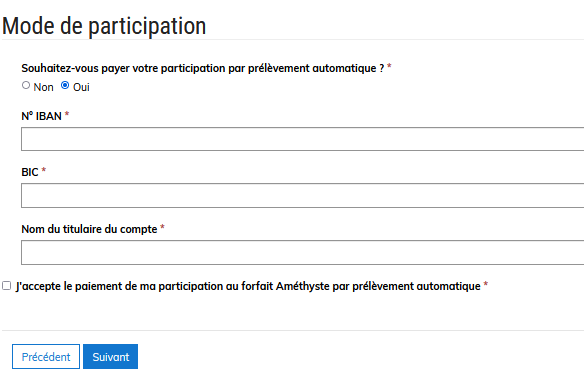 Mode de participation
Souhaitez-vous payer votre participation par prélèvement automatique ? *
Non Oui
N° IBAN *
BIC *
Nom du titulaire du compte *
J'accepte le paiement de ma participation au forfait Améthyste par prélèvement automatique *
Précédent Suivant